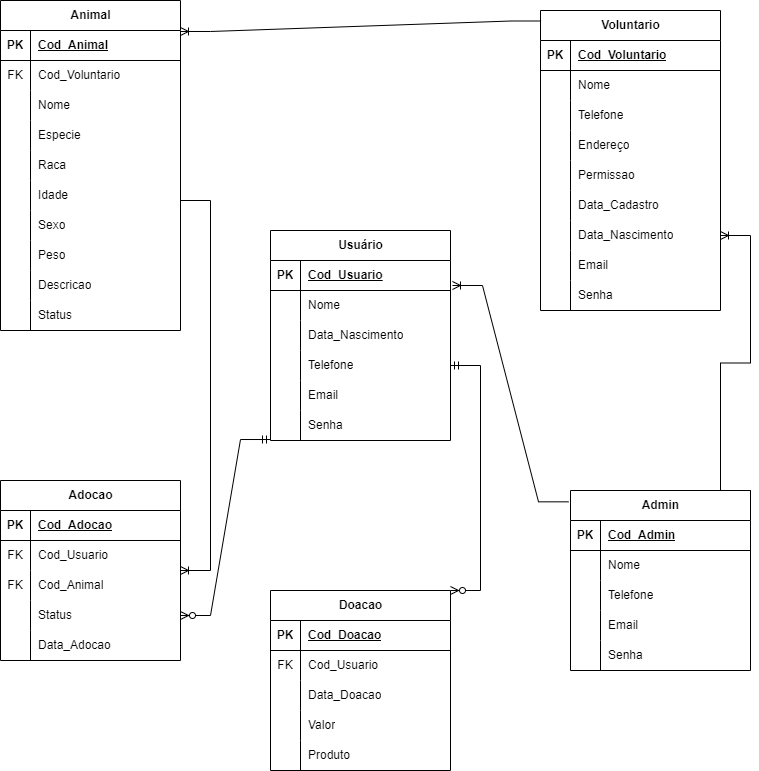 Animal
PK Cod_Animal
FK Cod_Voluntario
Nome
Especie
Raca
Idade
Sexo
Peso
Descricao
Status
Voluntario
PK Cod_Voluntario
Nome
Telefone
Endereço
Permissao
Data_Cadastro
Data_Nascimento
Email
Senha
Usuário
PK Cod_Usuario
Nome
Data_Nascimento
Telefone
Email
Senha
Adocao
PK Cod_Adocao
FK Cod_Usuario
FK Cod_Animal
Status
Data_Adocao
Doacao
PK Cod_Doacao
FK Cod_Usuario
Data_Doacao
Valor
Produto
Admin
PK Cod_Admin
Nome
Telefone
Email
Senha